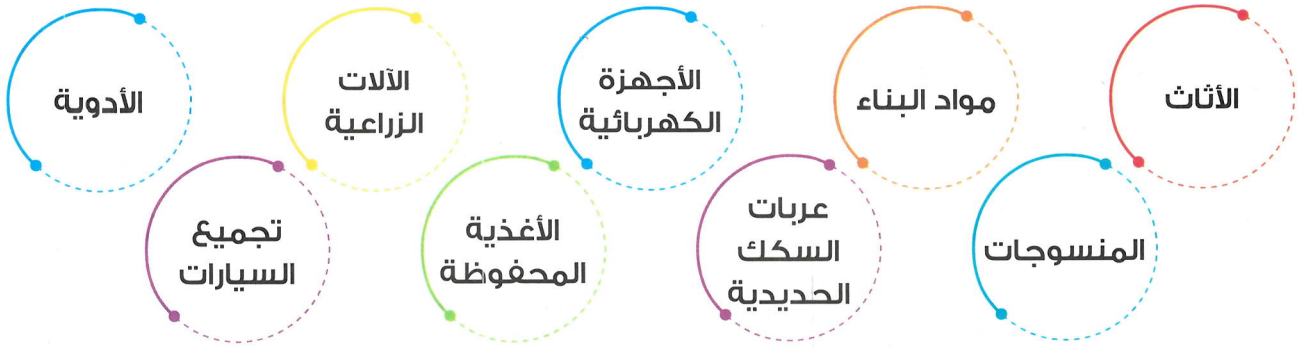 الأثاث
مواد البناء
الأجهزة
الكهربائية
الآلات
الزراعية
الأدوية
المنسوجات
عربات
السكك
الحديدية
الأغذية
المحفوظة
تجميع
السيارات